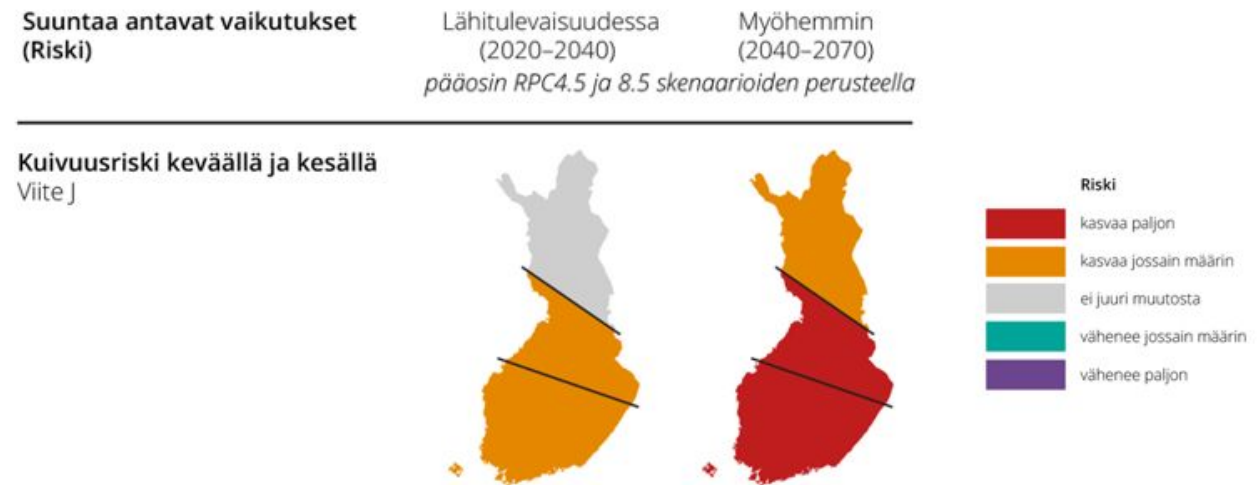 Suuntaa antavat vaikutukset
(Riski)
Lähitulevaisuudessa
(2020–2040)
Myöhemmin
(2040–2070)
pääosin RPC4.5 ja 8.5 skenaarioiden perusteella
Kuivuusriski keväällä ja kesällä
Viite J
Riski
kasvaa paljon
kasvaa jossain määrin
ei juuri muutosta
vähenee jossain määrin
vähenee paljon